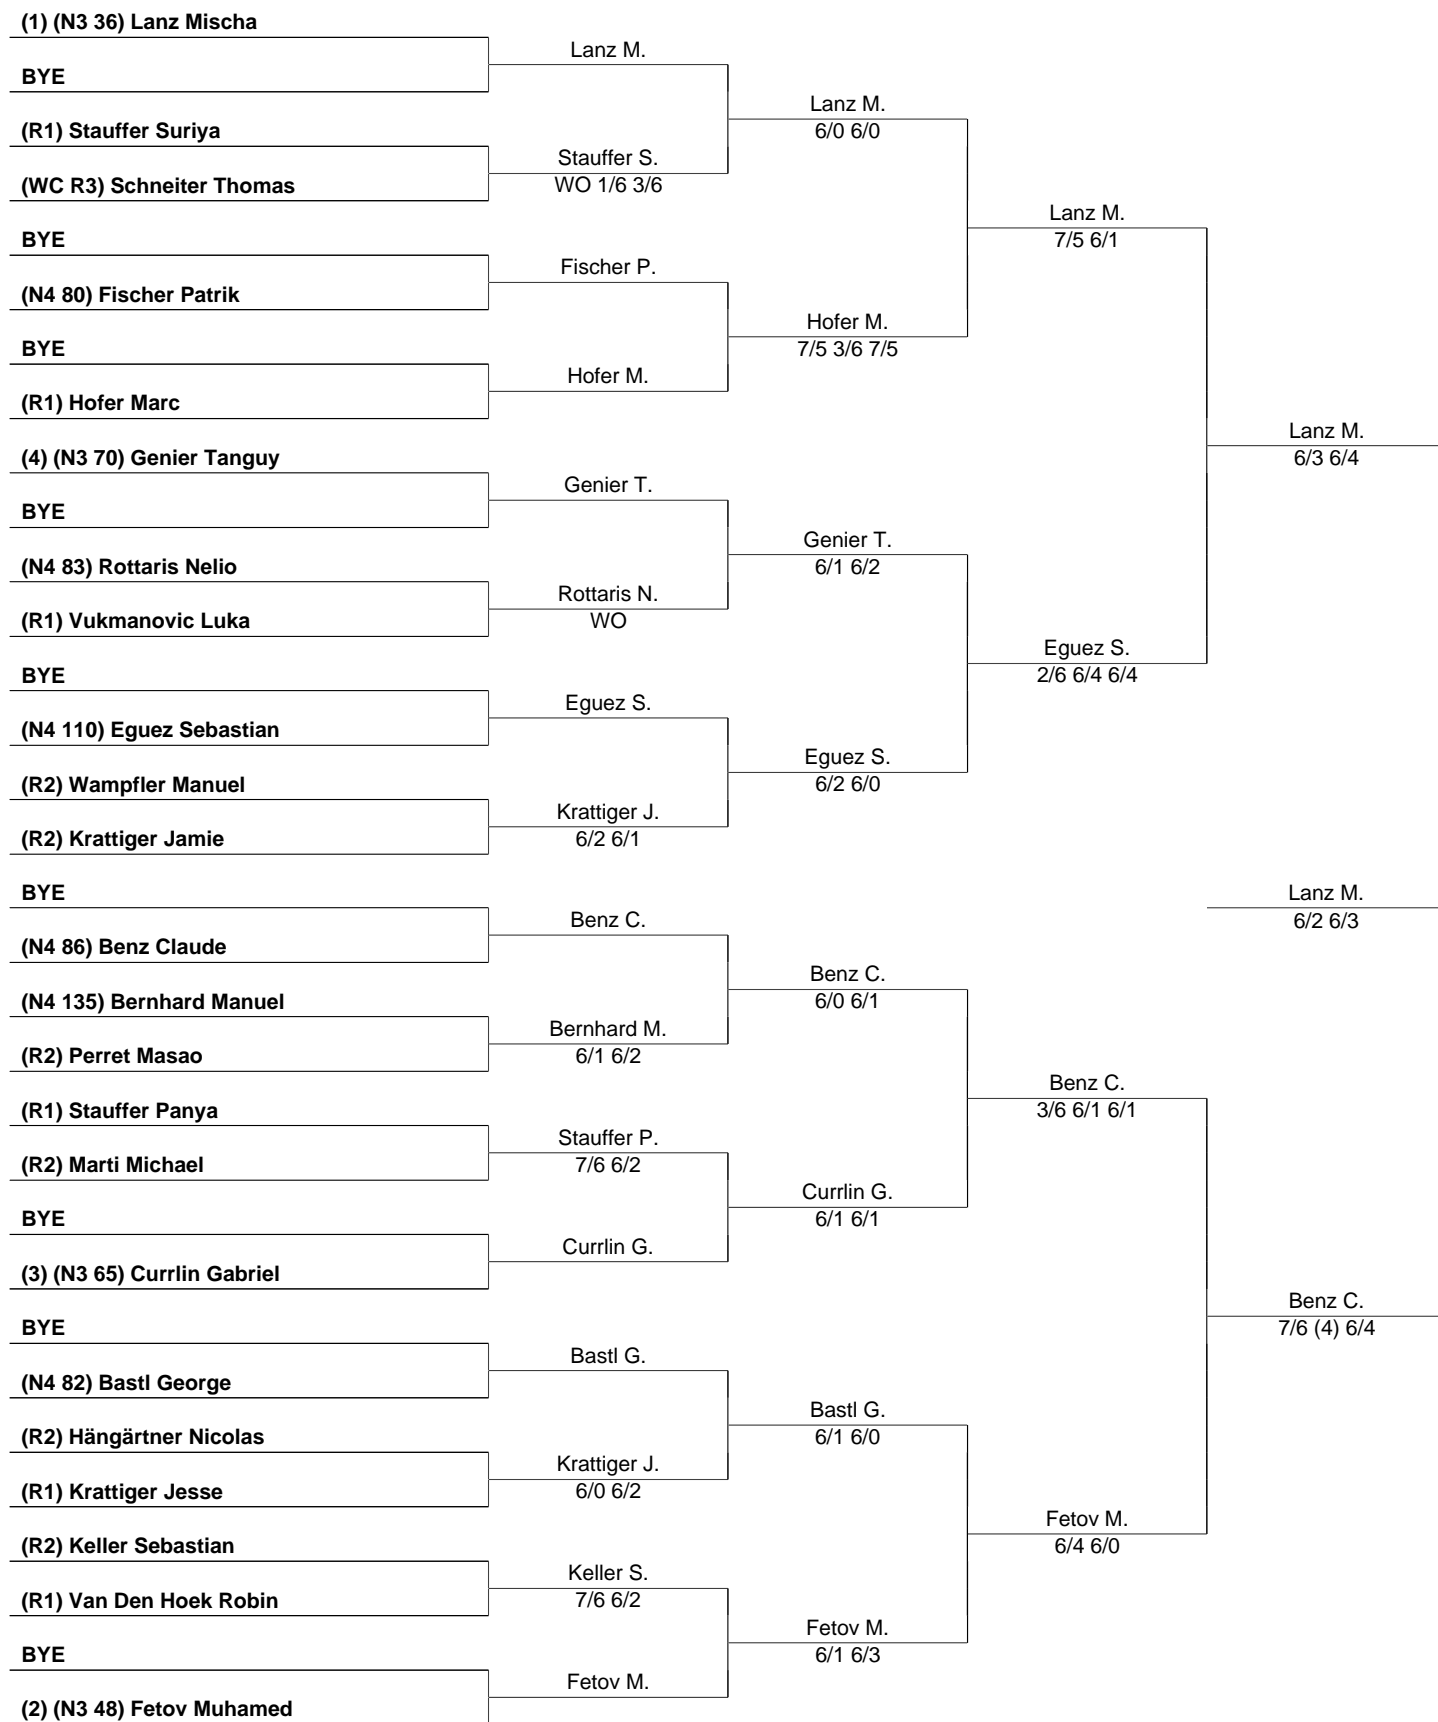 (1) (N3 36) Lanz Mischa
BYE
(R1) Stauffer Suriya
(WC R3) Schneiter Thomas
BYE
(N4 80) Fischer Patrik
BYE
(R1) Hofer Marc
(4) (N3 70) Genier Tanguy
BYE
(N4 83) Rottaris Nelio
(R1) Vukmanovic Luka
BYE
(N4 110) Eguez Sebastian
(R2) Wampfler Manuel
(R2) Krattiger Jamie
BYE
(N4 86) Benz Claude
(N4 135) Bernhard Manuel
(R2) Perret Masao
(R1) Stauffer Panya
(R2) Marti Michael
BYE
(3) (N3 65) Currlin Gabriel
BYE
(N4 82) Bastl George
(R2) Hängärtner Nicolas
(R1) Krattiger Jesse
(R2) Keller Sebastian
(R1) Van Den Hoek Robin
BYE
(2) (N3 48) Fetov Muhamed
Lanz M.
Stauffer S.
WO 1/6 3/6
Fischer P.
Hofer M.
Genier T.
Rottaris N.
WO
Eguez S.
Krattiger J.
6/2 6/1
Benz C.
Bernhard M.
6/1 6/2
Stauffer P.
7/6 6/2
Currlin G.
Bastl G.
Krattiger J.
6/0 6/2
Keller S.
7/6 6/2
Fetov M.
Lanz M.
6/0 6/0
Hofer M.
7/5 3/6 7/5
Genier T.
6/1 6/2
Eguez S.
6/2 6/0
Benz C.
6/0 6/1
Currlin G.
6/1 6/1
Bastl G.
6/1 6/0
Fetov M.
6/1 6/3
Lanz M.
7/5 6/1
Eguez S.
2/6 6/4 6/4
Benz C.
3/6 6/1 6/1
Fetov M.
6/4 6/0
Lanz M.
6/3 6/4
Lanz M.
6/2 6/3
Benz C.
7/6 (4) 6/4